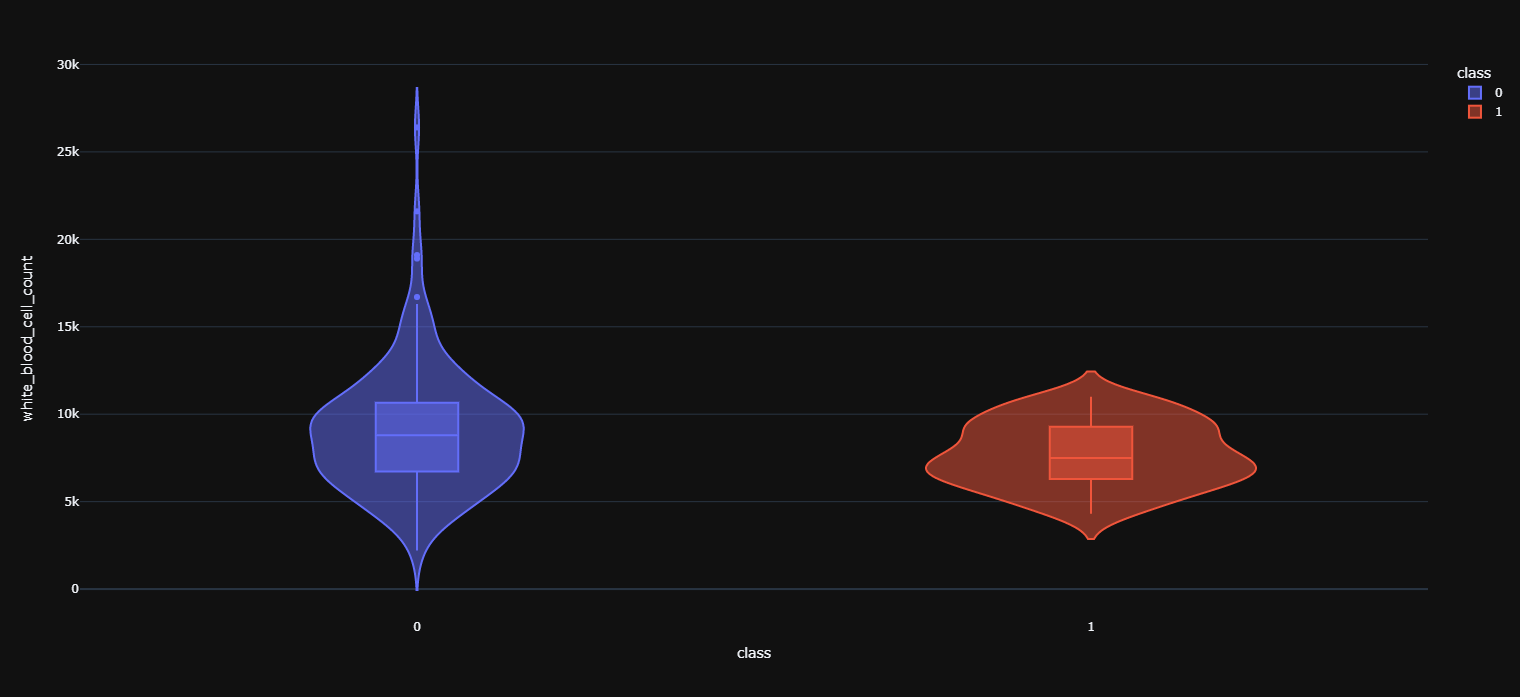 30k
25k
20k
15k
10k
5k
0
white_blood_cell_count
0
1
class
class
0
1